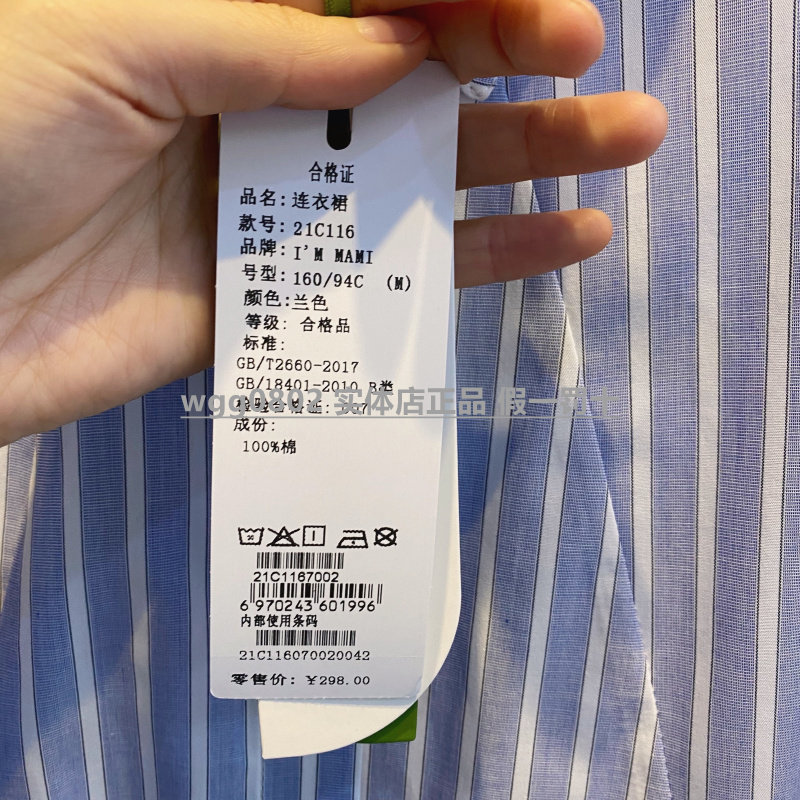 合格证
品名:连衣裙
款号:21C116
品牌:I'M MAMI
号型:160/94C (M)
颜色:兰色
等级: 合格品
标准:
GB/T2660-2017
GB/18401-2010 B类
wgg0802 实体店正品 假一罚七
成份:
100%棉
21C1167002
6 970243 601996
内部使用条码
21C116070020042
零售价: ¥298.00